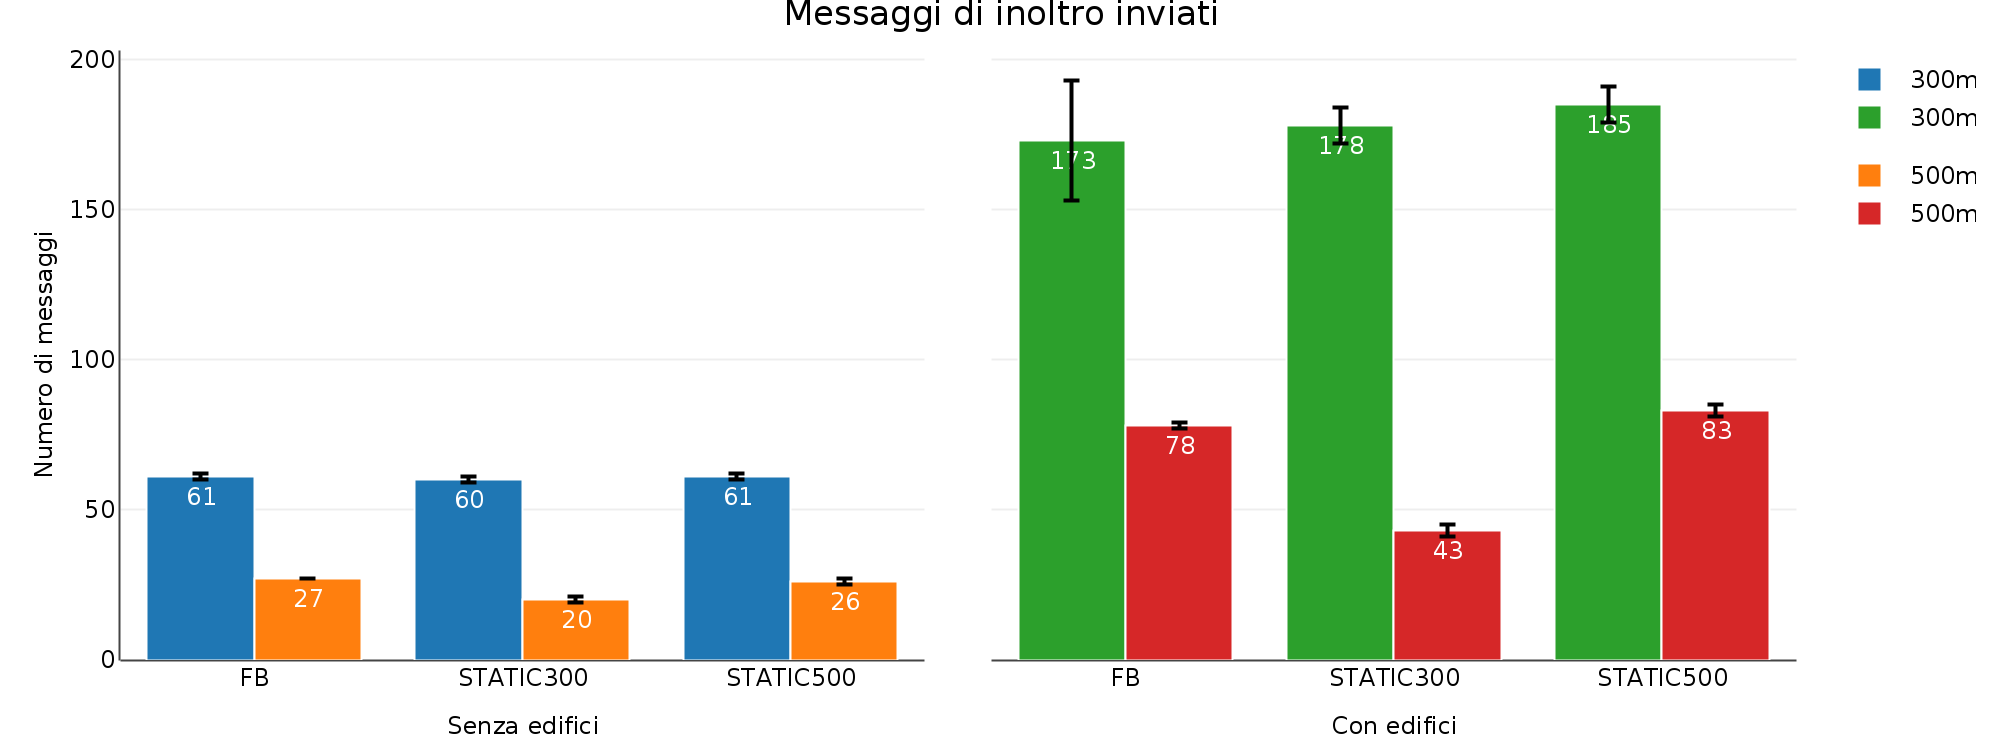 Messaggi di inoltro inviati
Numero di messaggi
200
150
100
50
0
61
27
60
20
61
26
173
78
178
43
185
83
FB
STATIC300
STATIC500
FB
STATIC300
STATIC500
Senza edifici
Con edifici
300m
300m
500m
500m